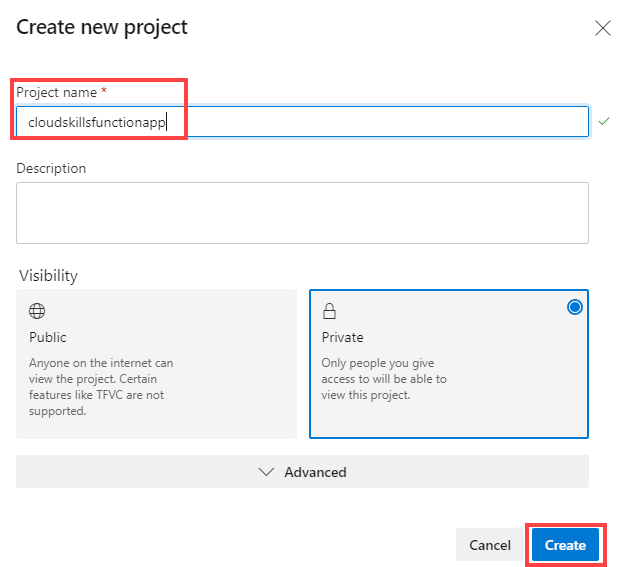 Create new project
Project name *
cloudskillsfunctionapp
Description
Visibility
Public
Anyone on the internet can
view the project. Certain
features like TFVC are not
supported.
Private
Only people you give
access to will be able to
view this project.
Advanced
Cancel
Create